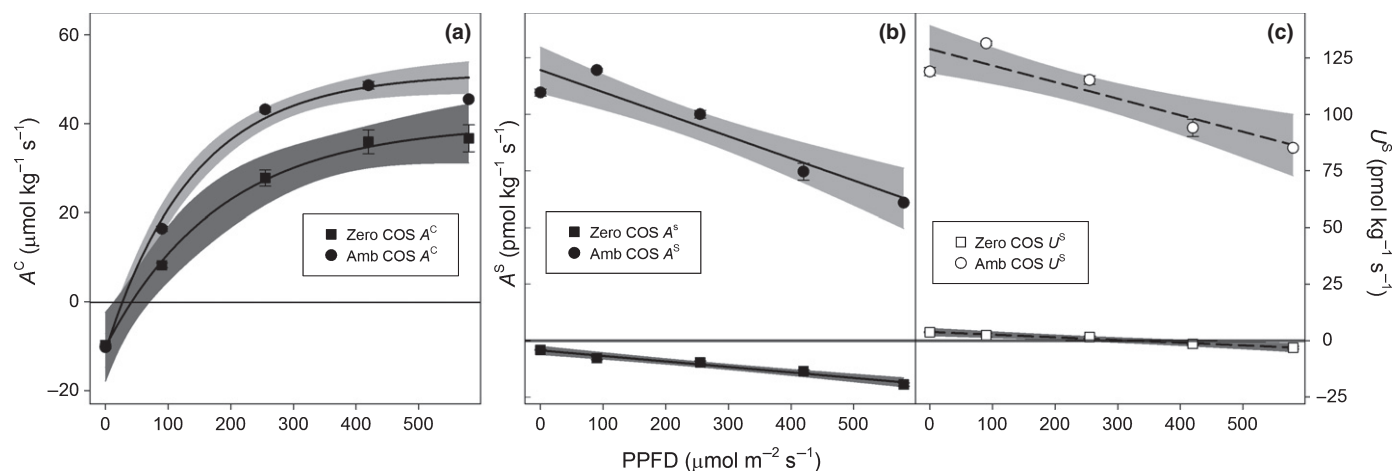 (a)
(b)
(c)
60
40
20
0
−20
A^C (μmol kg⁻¹ s⁻¹)
Zero COS A^C
Amb COS A^C
0 100 200 300 400 500
A^S (pmol kg⁻¹ s⁻¹)
Zero COS A^s
Amb COS A^S
0 100 200 300 400 500
Zero COS U^S
Amb COS U^S
0 100 200 300 400 500
125
100
75
50
25
0
−25
U^S (pmol kg⁻¹ s⁻¹)
PPFD (μmol m⁻² s⁻¹)